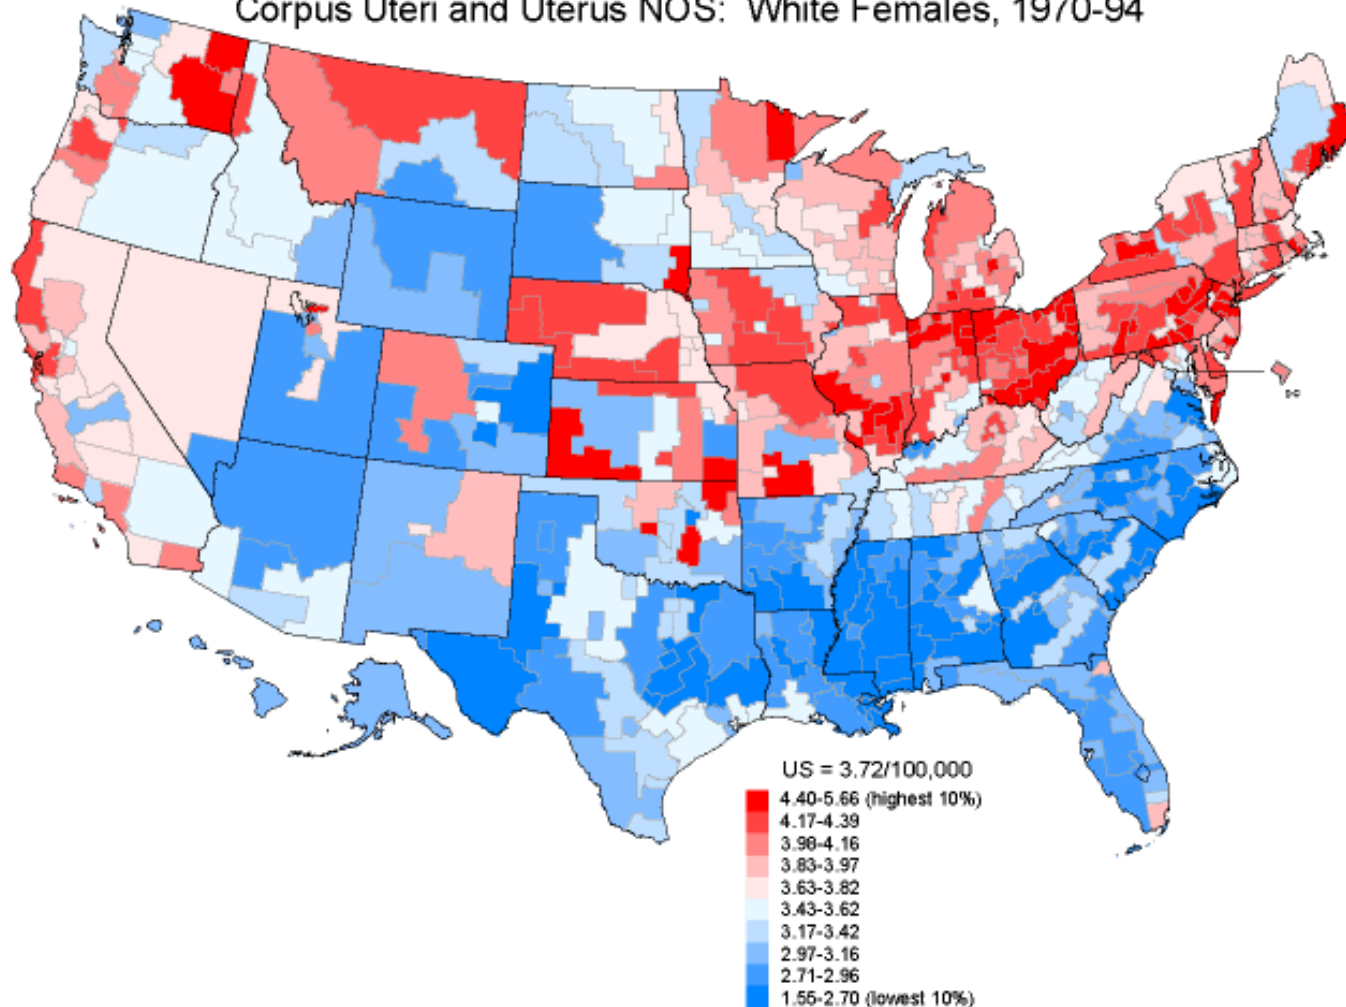 Corpus Uteri and Uterus NOS: White Females, 1970-94
US = 3.72/100,000
4.40-5.66 (highest 10%)
4.17-4.39
3.98-4.16
3.83-3.97
3.63-3.82
3.43-3.62
3.17-3.42
2.97-3.16
2.71-2.96
1.55-2.70 (lowest 10%)